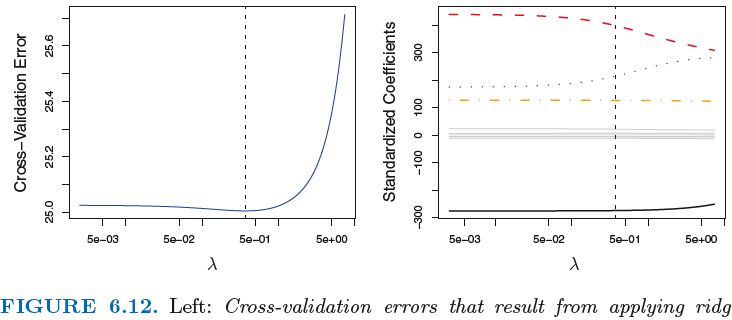 Cross−Validation Error
25.0 25.2 25.4 25.6
5e−03 5e−02 5e−01 5e+00
λ
Standardized Coefficients
−300 −100 0 100 300
5e−03 5e−02 5e−01 5e+00
λ
FIGURE 6.12. Left: Cross-validation errors that result from applying ridg